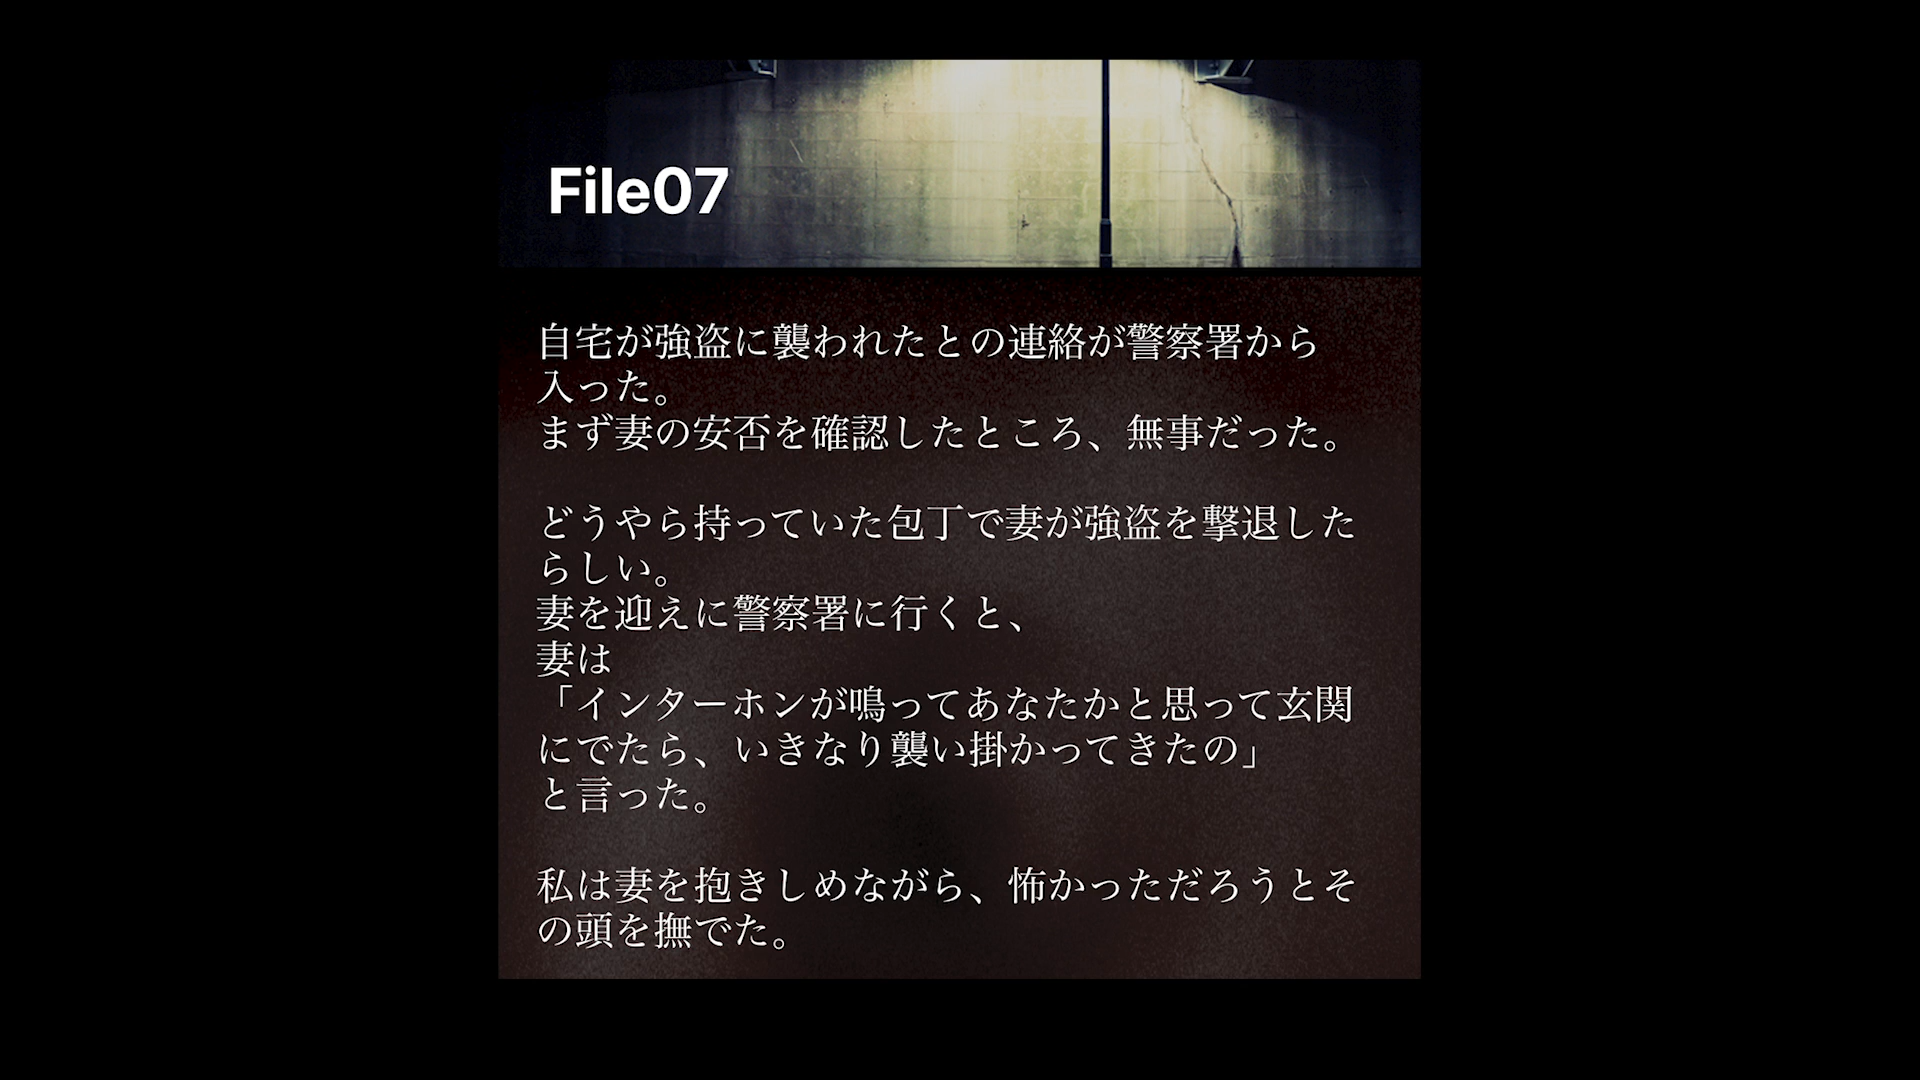 File07
自宅が強盗に襲われたとの連絡が警察署から
入った。
まず妻の安否を確認したところ、無事だった。
どうやら持っていた包丁で妻が強盗を撃退した
らしい。
妻を迎えに警察署に行くと、
妻は
「インターホンが鳴ってあなたかと思って玄関
にでたら、いきなり襲い掛かってきたの」
と言った。
私は妻を抱きしめながら、怖かっただろうとそ
の頭を撫でた。